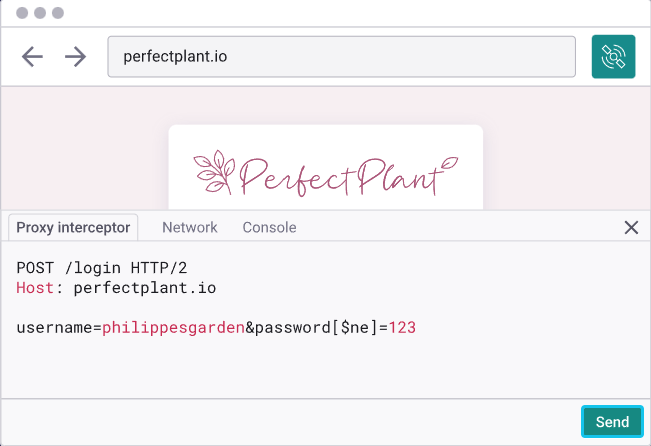 perfectplant.io
PerfectPlant
Proxy interceptor Network Console
POST /login HTTP/2
Host: perfectplant.io
username=philippesgarden&password[$ne]=123
Send